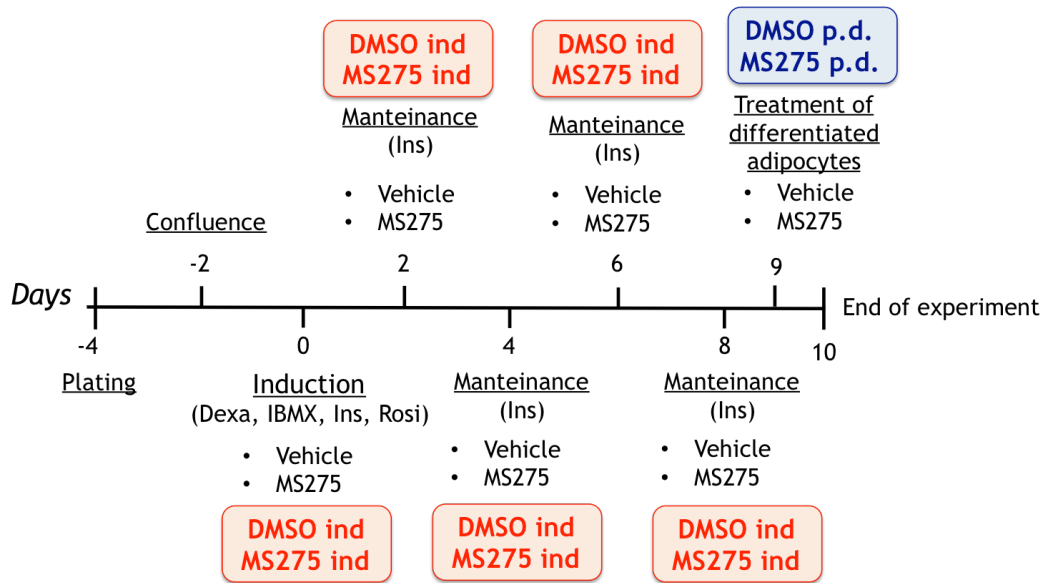 DMSO ind
MS275 ind
Manteinance
(Ins)
• Vehicle
• MS275
DMSO ind
MS275 ind
Manteinance
(Ins)
• Vehicle
• MS275
DMSO p.d.
MS275 p.d.
Treatment of
differentiated
adipocytes
• Vehicle
• MS275
Confluence
-2
2
6
9
Days
End of experiment
-4
0
4
8
10
Plating
Induction
(Dexa, IBMX, Ins, Rosi)
• Vehicle
• MS275
DMSO ind
MS275 ind
Manteinance
(Ins)
• Vehicle
• MS275
DMSO ind
MS275 ind
Manteinance
(Ins)
• Vehicle
• MS275
DMSO ind
MS275 ind